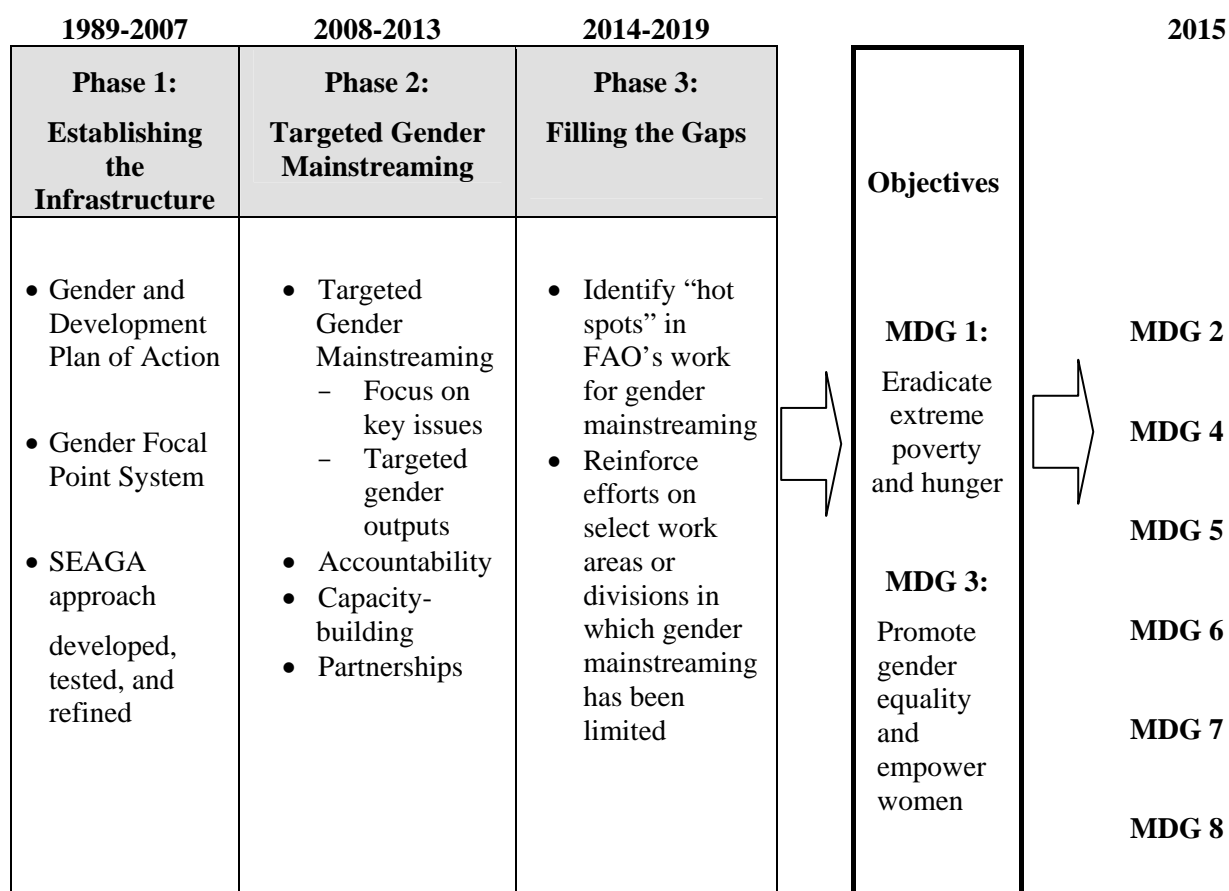 1989-2007
2008-2013
2014-2019
2015
Phase 1:
Establishing
the
Infrastructure
Phase 2:
Targeted Gender
Mainstreaming
Phase 3:
Filling the Gaps
• Gender and
Development
Plan of Action
• Gender Focal
Point System
• SEAGA
approach
developed,
tested, and
refined
• Targeted
Gender
Mainstreaming
− Focus on
key issues
− Targeted
gender
outputs
• Accountability
• Capacity-
building
• Partnerships
• Identify “hot
spots” in
FAO’s work
for gender
mainstreaming
• Reinforce
efforts on
select work
areas or
divisions in
which gender
mainstreaming
has been
limited
Objectives
MDG 1:
Eradicate
extreme
poverty
and hunger
MDG 3:
Promote
gender
equality
and
empower
women
MDG 2
MDG 4
MDG 5
MDG 6
MDG 7
MDG 8